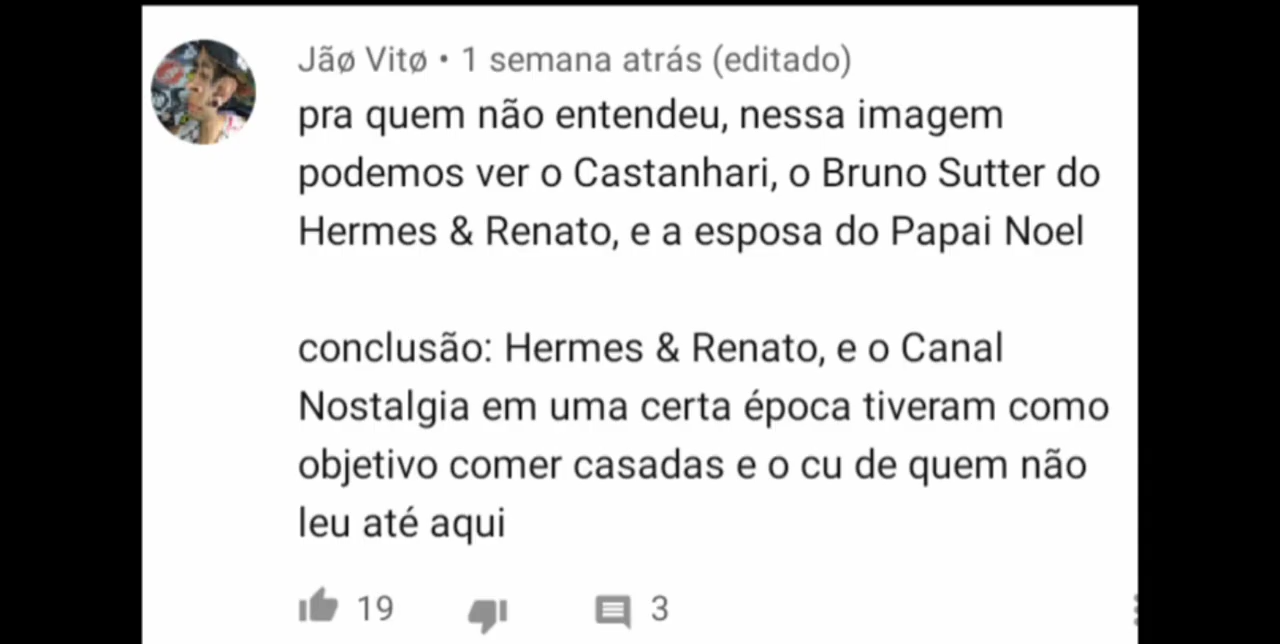 Jãø Vitø • 1 semana atrás (editado)
pra quem não entendeu, nessa imagem
podemos ver o Castanhari, o Bruno Sutter do
Hermes & Renato, e a esposa do Papai Noel
conclusão: Hermes & Renato, e o Canal
Nostalgia em uma certa época tiveram como
objetivo comer casadas e o cu de quem não
leu até aqui
19 3